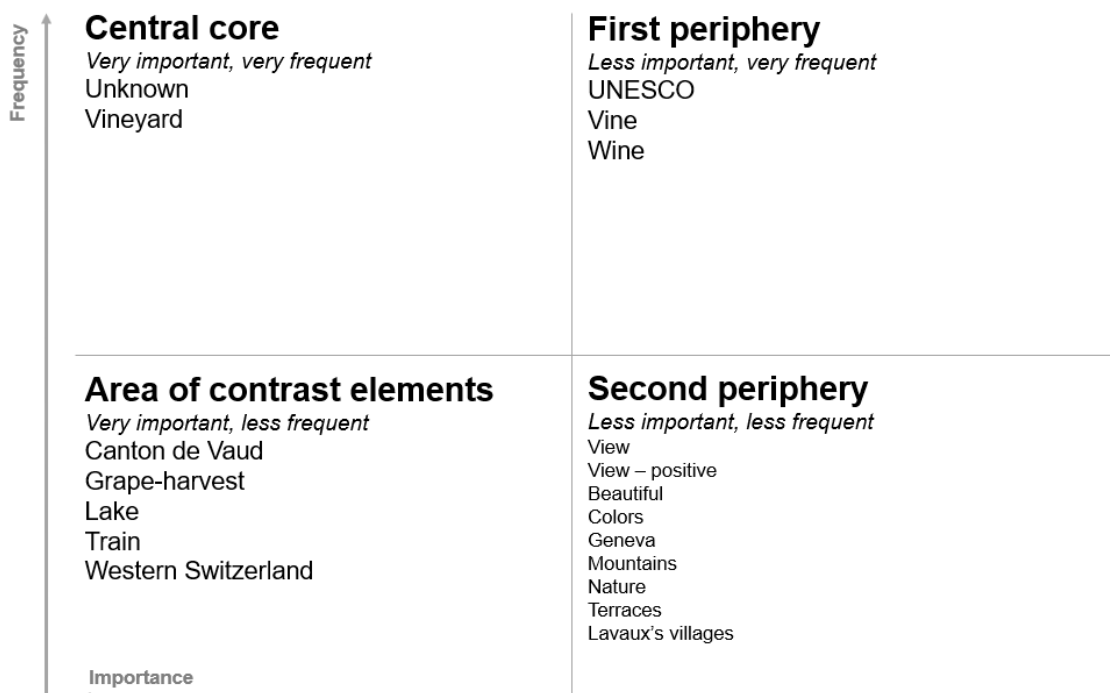 Frequency
Central core
Very important, very frequent
Unknown
Vineyard
First periphery
Less important, very frequent
UNESCO
Vine
Wine
Area of contrast elements
Very important, less frequent
Canton de Vaud
Grape-harvest
Lake
Train
Western Switzerland
Second periphery
Less important, less frequent
View
View – positive
Beautiful
Colors
Geneva
Mountains
Nature
Terraces
Lavaux’s villages
Importance